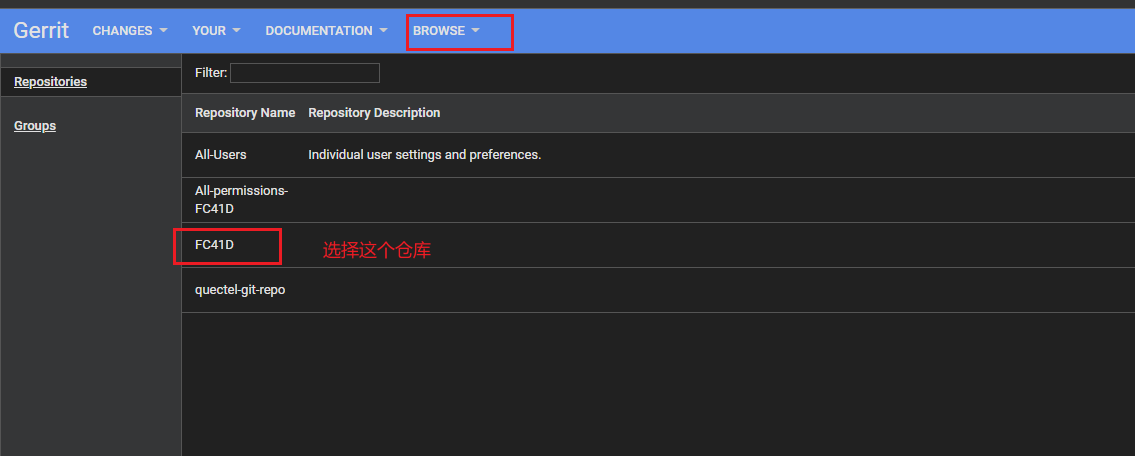 Gerrit CHANGES YOUR DOCUMENTATION BROWSE
Repositories
Groups
Filter:
Repository Name Repository Description
All-Users Individual user settings and preferences.
All-permissions-
FC41D
FC41D 选择这个仓库
quectel-git-repo